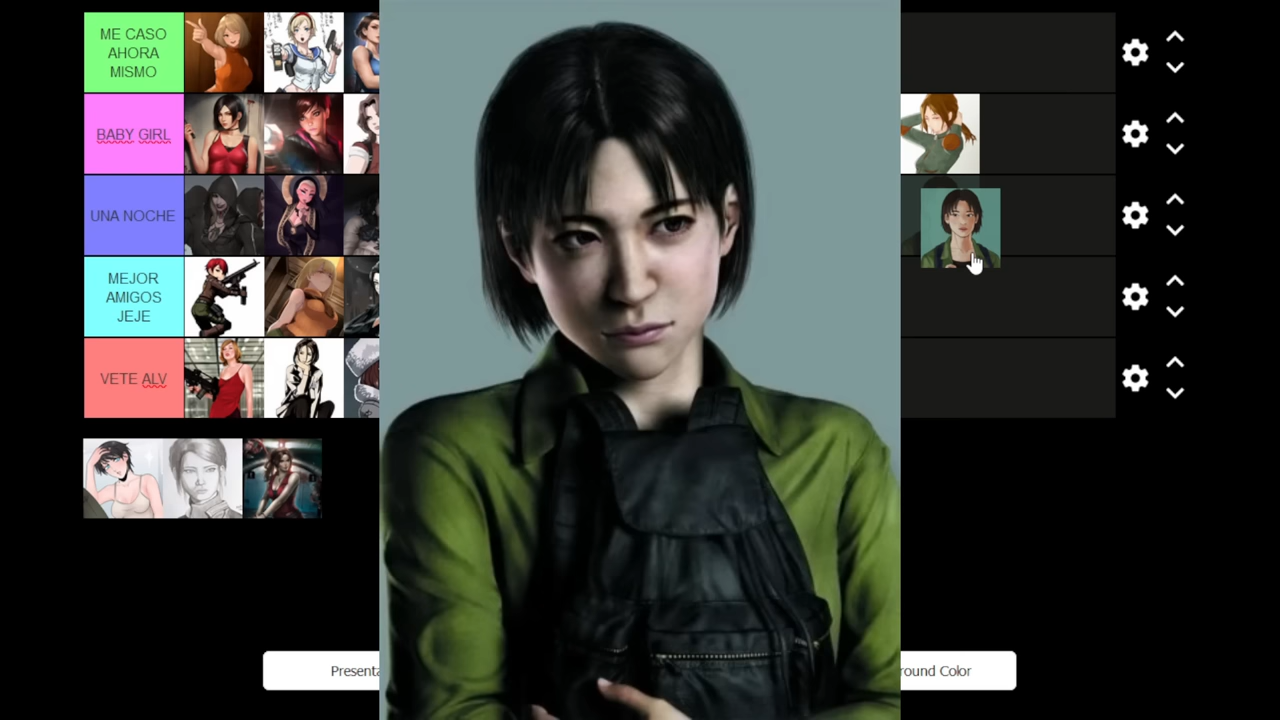 ME CASO
AHORA
MISMO
BABY GIRL
UNA NOCHE
MEJOR
AMIGOS
JEJE
VETE ALV
Presenta
round Color